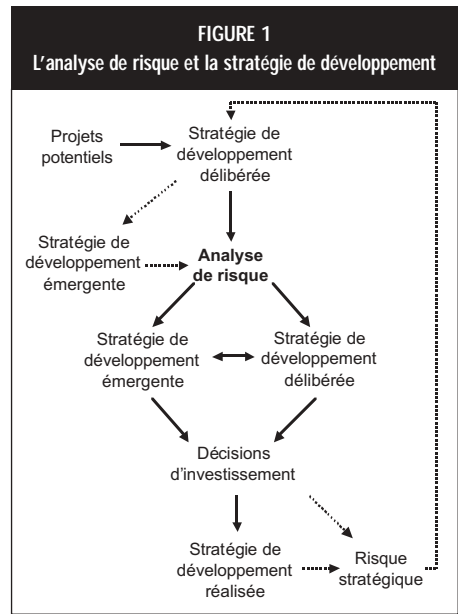 FIGURE 1
L'analyse de risque et la stratégie de développement
Projets
potentiels
Stratégie de
développement
délibérée
Stratégie de
développement
émergente
Analyse
de risque
Stratégie de
développement
émergente
Stratégie de
développement
délibérée
Décisions
d'investissement
Stratégie de
développement
réalisée
Risque
stratégique